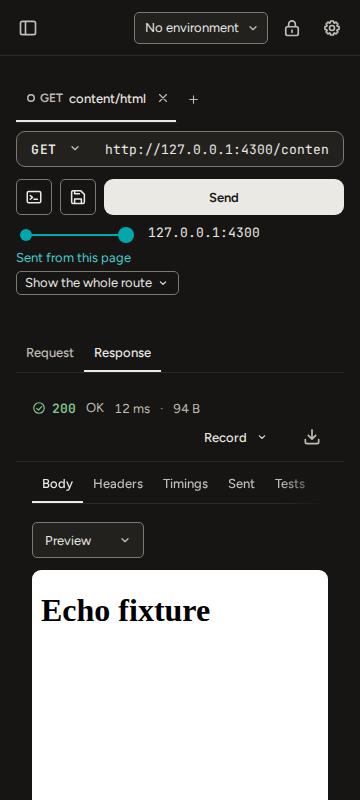 No environment
GET content/html
GET http://127.0.0.1:4300/conten
Send
127.0.0.1:4300
Sent from this page
Show the whole route
Request Response
200 OK 12 ms · 94 B
Record
Body Headers Timings Sent Tests
Preview
Echo fixture